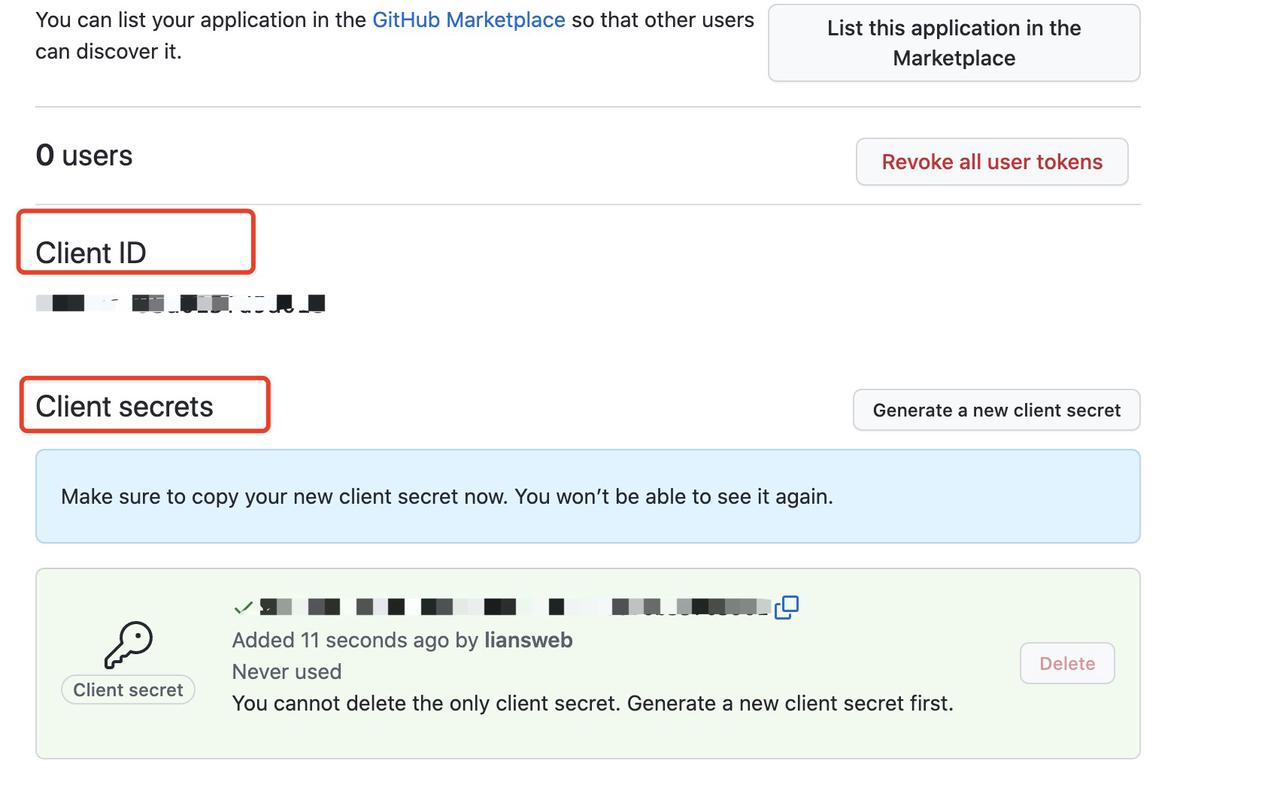 You can list your application in the GitHub Marketplace so that other users
can discover it.
List this application in the
Marketplace
0 users
Revoke all user tokens
Client ID
Client secrets
Generate a new client secret
Make sure to copy your new client secret now. You won’t be able to see it again.
Added 11 seconds ago by liansweb
Never used
Client secret
You cannot delete the only client secret. Generate a new client secret first.
Delete